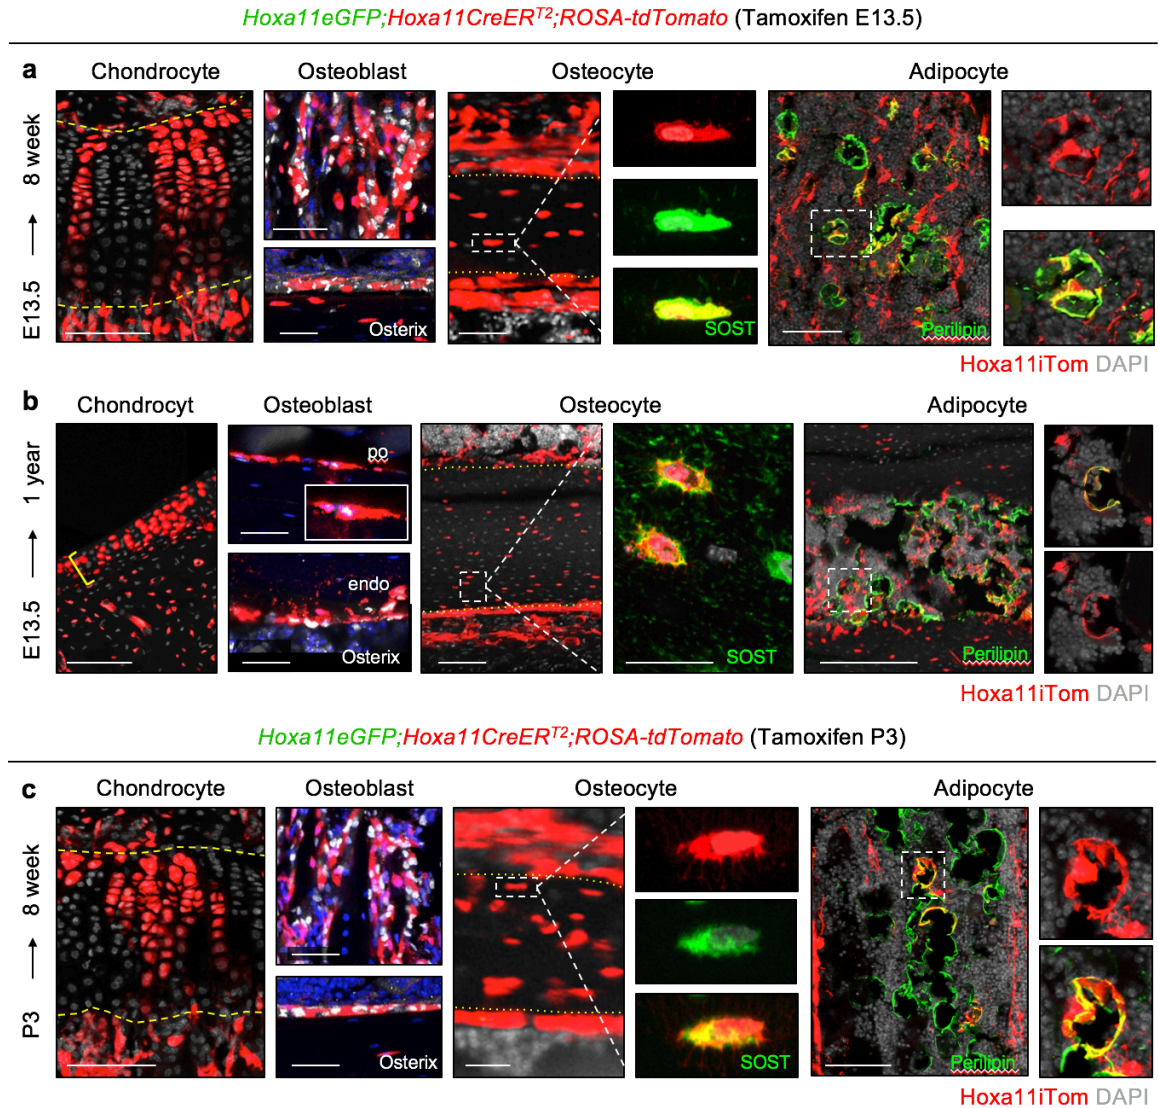 Hoxa11eGFP;Hoxa11CreERT2;ROSA-tdTomato (Tamoxifen E13.5)
a
Chondrocyte Osteoblast Osteocyte Adipocyte
E13.5 → 8 week
Osterix
SOST
Perilipin
Hoxa11iTom DAPI
b
Chondrocyt Osteoblast Osteocyte Adipocyte
E13.5 → 1 year
po
endo
Osterix
SOST
Perilipin
Hoxa11iTom DAPI
Hoxa11eGFP;Hoxa11CreERT2;ROSA-tdTomato (Tamoxifen P3)
c
Chondrocyte Osteoblast Osteocyte Adipocyte
P3 → 8 week
Osterix
SOST
Perilipin
Hoxa11iTom DAPI